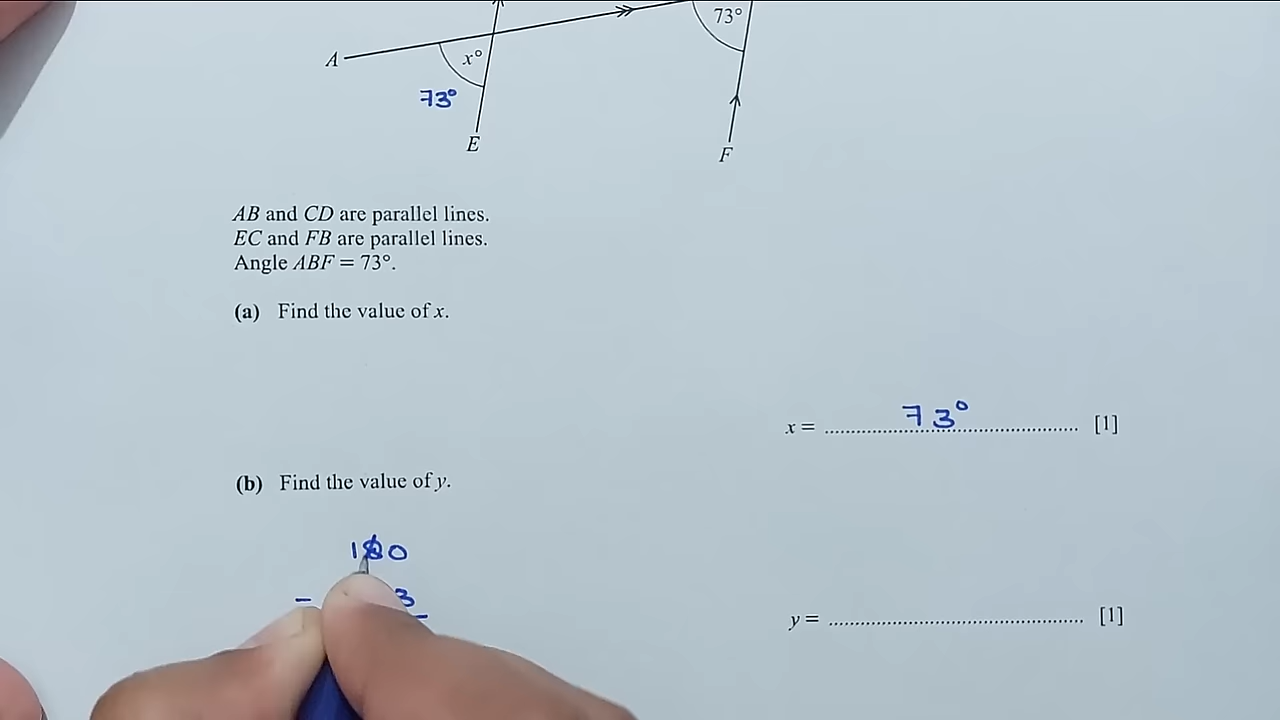 73°
A
x°
73°
E
F
AB and CD are parallel lines.
EC and FB are parallel lines.
Angle ABF = 73°.
(a) Find the value of x.
x = 73° [1]
(b) Find the value of y.
180
- 3
y = [1]